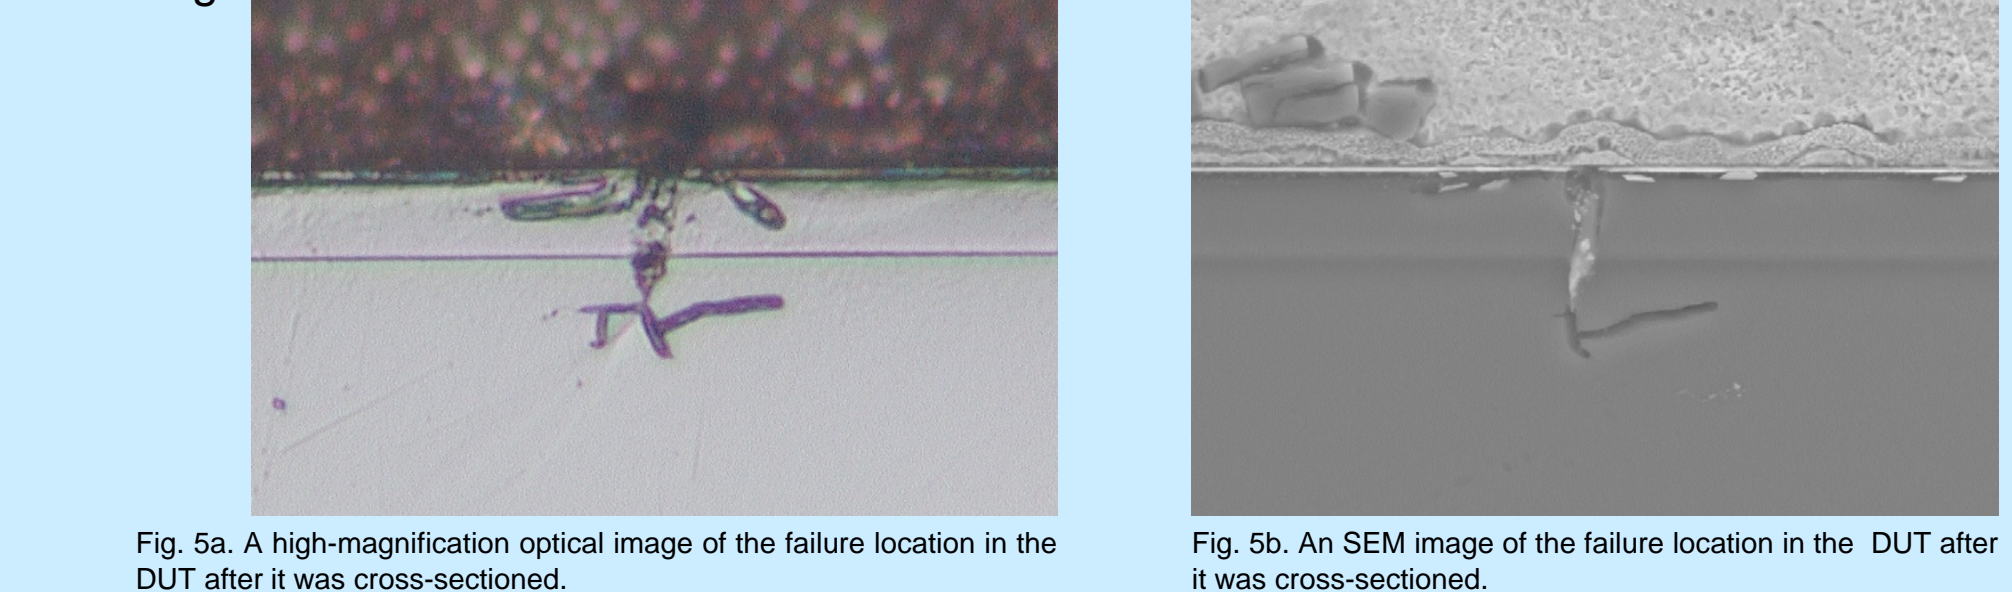 Fig. 5a. A high-magnification optical image of the failure location in the
DUT after it was cross-sectioned.
Fig. 5b. An SEM image of the failure location in the DUT after
it was cross-sectioned.